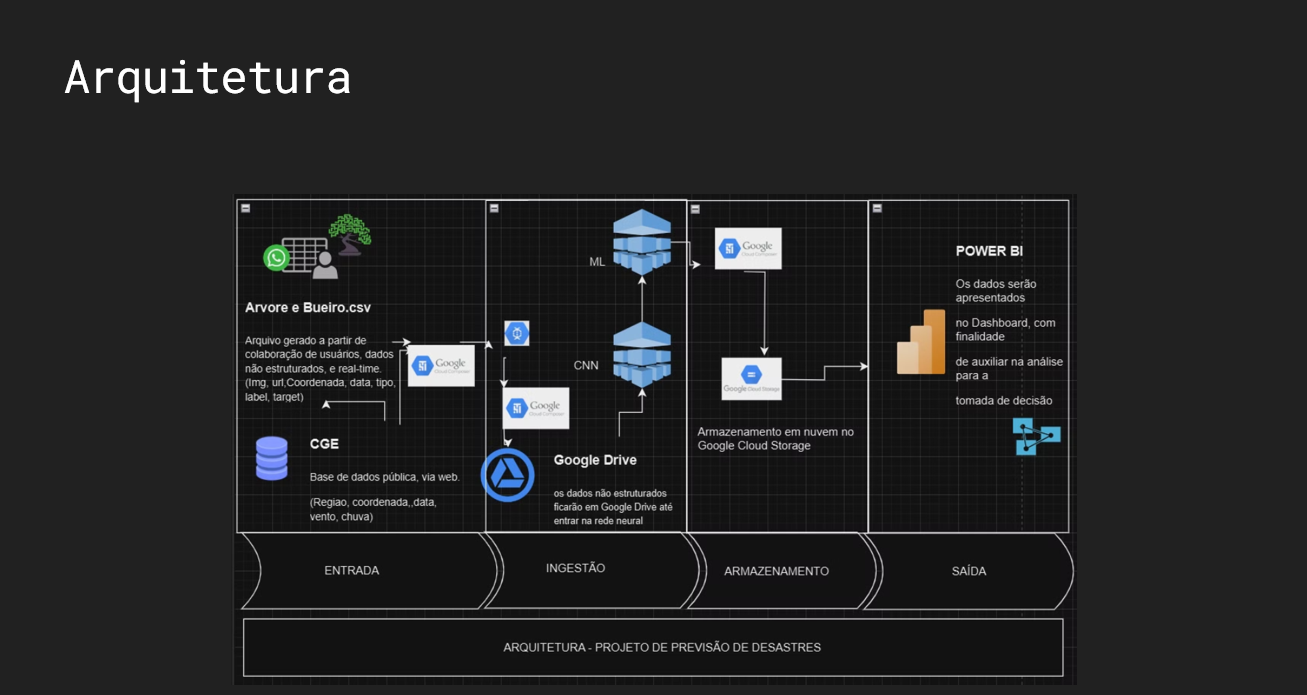 Arquitetura
Arvore e Bueiro.csv
Arquivo gerado a partir de
colaboração de usuários, dados
não estruturados, e real-time.
(Img, url,Coordenada, data, tipo,
label, target)
Google
Cloud Composer
CGE
Base de dados pública, via web.
(Regiao, coordenada,,data,
vento, chuva)
ML
CNN
Google
Cloud Composer
Google Drive
os dados não estruturados
ficarão em Google Drive até
entrar na rede neural
Google
Cloud Composer
Google Cloud Storage
Armazenamento em nuvem no
Google Cloud Storage
POWER BI
Os dados serão
apresentados
no Dashboard, com
finalidade
de auxiliar na análise
para a
tomada de decisão
ENTRADA
INGESTÃO
ARMAZENAMENTO
SAÍDA
ARQUITETURA - PROJETO DE PREVISÃO DE DESASTRES